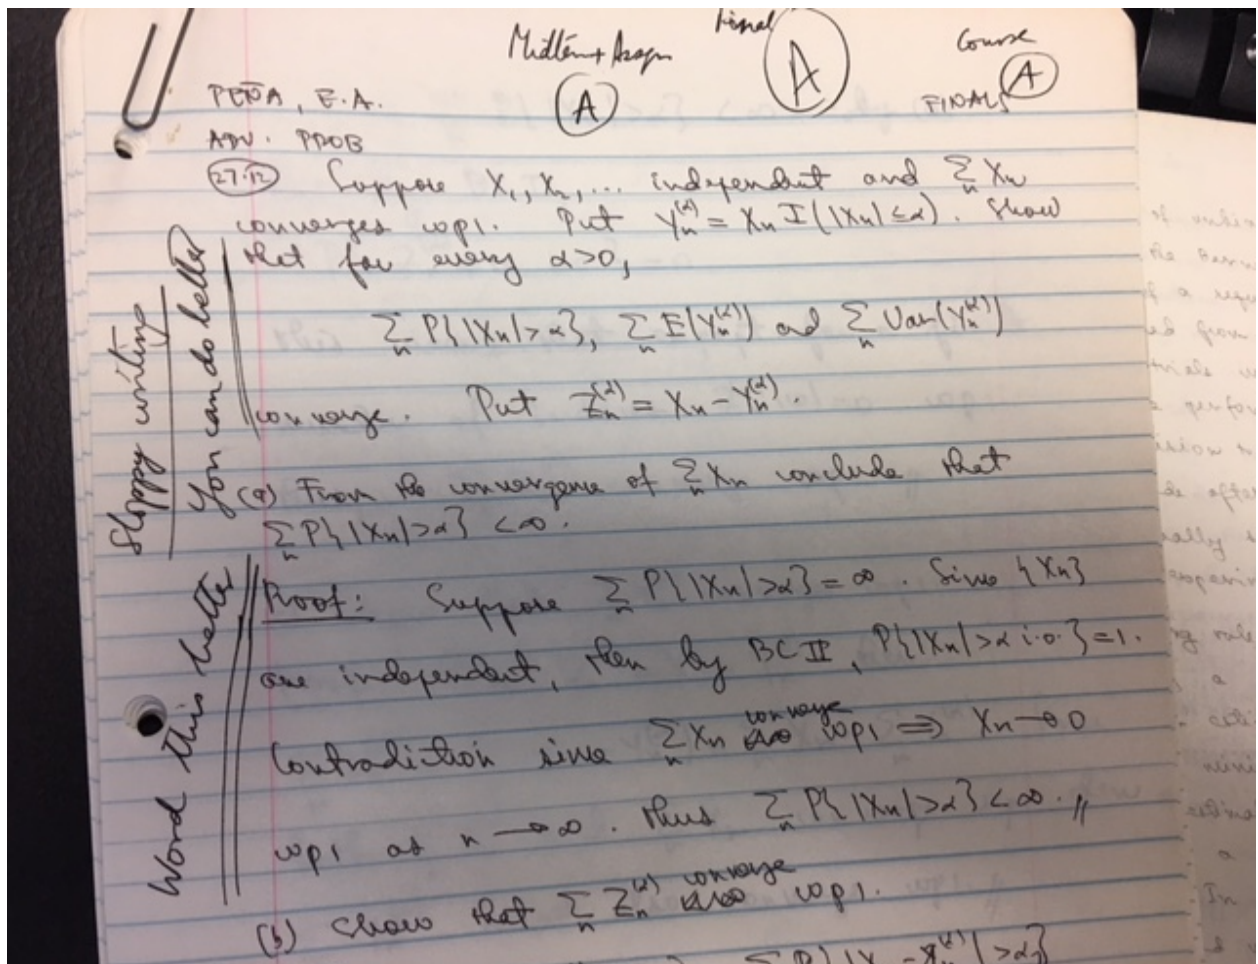 Midterm + Assgn
Final
Course
A
A
A
PEÑA, E.A.
FINALS
ADV. PROB
27.12 Suppose X₁, X₂, ... independent and Σₙ Xₙ
converges wp1. Put Yₙ^(α) = Xₙ I(|Xₙ| ≤ α). Show
that for every α>0,
Σₙ P{|Xₙ|>α}, Σₙ E(Yₙ^(α)) and Σₙ Var(Yₙ^(α))
converge. Put Zₙ^(α) = Xₙ − Yₙ^(α).
(a) From the convergence of Σₙ Xₙ conclude that
Σₙ P{|Xₙ|>α} < ∞.
Proof: Suppose Σₙ P{|Xₙ|>α} = ∞. Since {Xₙ}
are independent, then by BC II, P{|Xₙ|>α i.o.} = 1.
Contradiction since Σₙ Xₙ converge wp1 ⟹ Xₙ → 0
wp1 as n → ∞. Thus Σₙ P{|Xₙ|>α} < ∞. //
(b) Show that Σₙ Zₙ^(α) converge wp1.
Sloppy writing
You can do better
Word this better